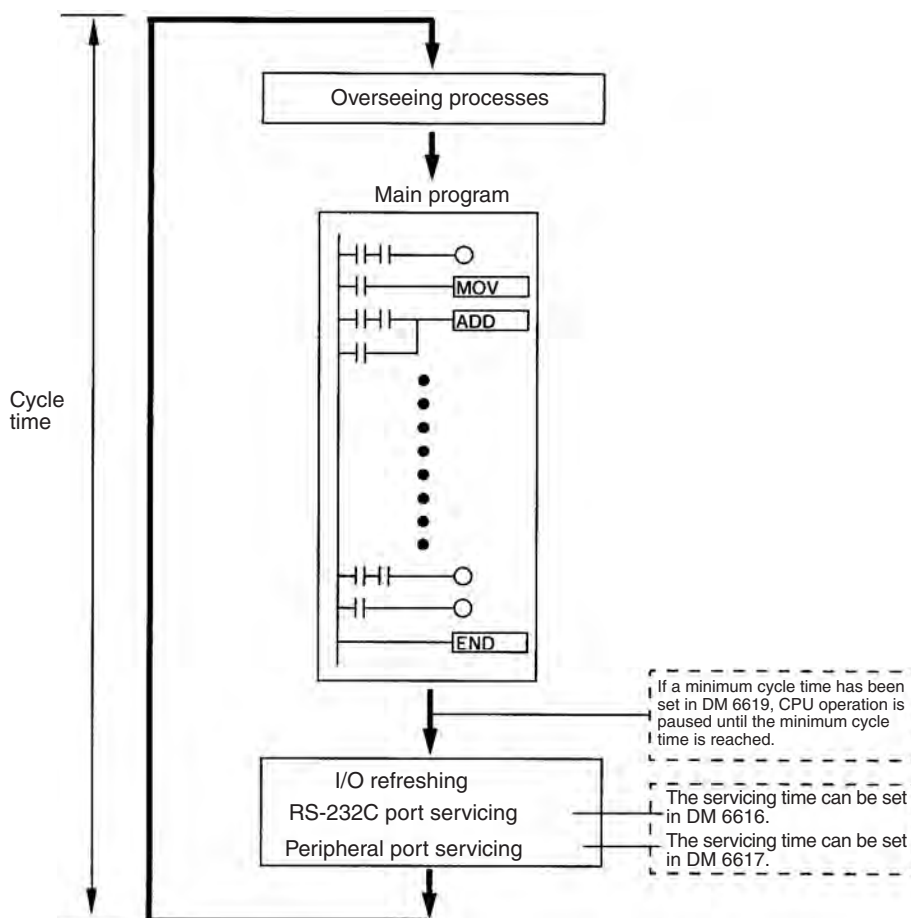 Overseeing processes
Main program
MOV
ADD
Cycle
time
END
If a minimum cycle time has been
set in DM 6619, CPU operation is
paused until the minimum cycle
time is reached.
I/O refreshing
RS-232C port servicing
Peripheral port servicing
The servicing time can be set
in DM 6616.
The servicing time can be set
in DM 6617.